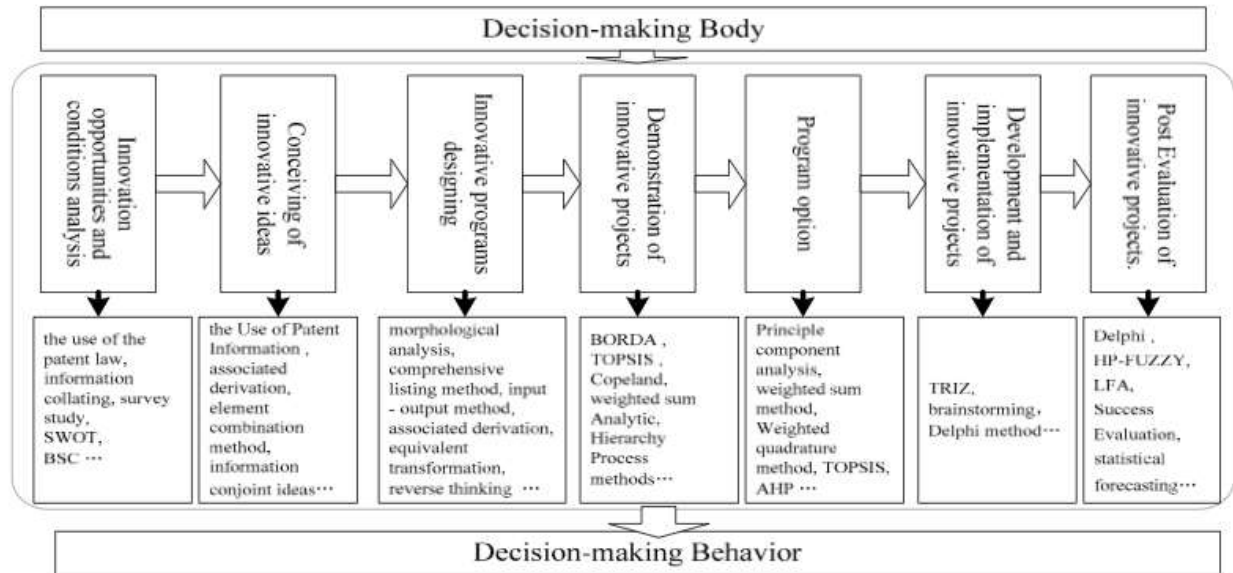 Decision-making Body
Innovation
opportunities and
conditions analysis
Conceiving of
innovative ideas
Innovative programs
designing
Demonstration of
innovative projects
Program option
Development and
implementation of
innovative projects
Post Evaluation of
innovative projects.
the use of the
patent law,
information
collating, survey
study,
SWOT,
BSC …
the Use of Patent
Information ,
associated
derivation,
element
combination
method,
information
conjoint ideas…
morphological
analysis,
comprehensive
listing method, input
- output method,
associated derivation,
equivalent
transformation,
reverse thinking …
BORDA ,
TOPSIS ,
Copeland,
weighted sum
Analytic,
Hierarchy
Process
methods…
Principle
component
analysis,
weighted sum
method,
Weighted
quadrature
method, TOPSIS,
AHP …
TRIZ,
brainstorming,
Delphi method…
Delphi ,
HP-FUZZY,
LFA,
Success
Evaluation,
statistical
forecasting…
Decision-making Behavior